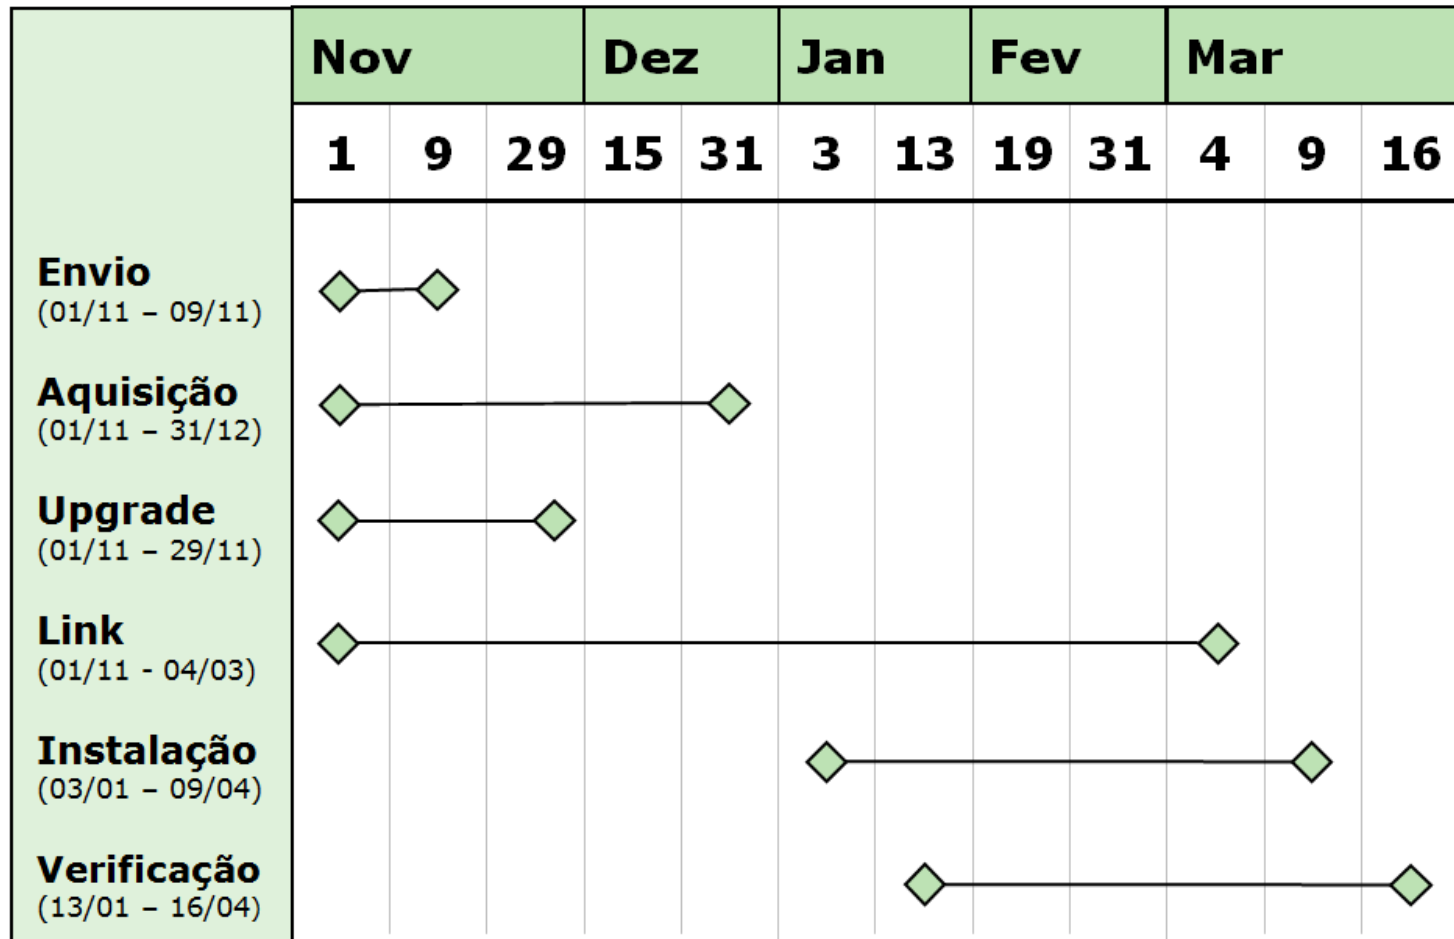 Nov Dez Jan Fev Mar
1 9 29 15 31 3 13 19 31 4 9 16
Envio
(01/11 – 09/11)
Aquisição
(01/11 – 31/12)
Upgrade
(01/11 – 29/11)
Link
(01/11 - 04/03)
Instalação
(03/01 – 09/04)
Verificação
(13/01 – 16/04)